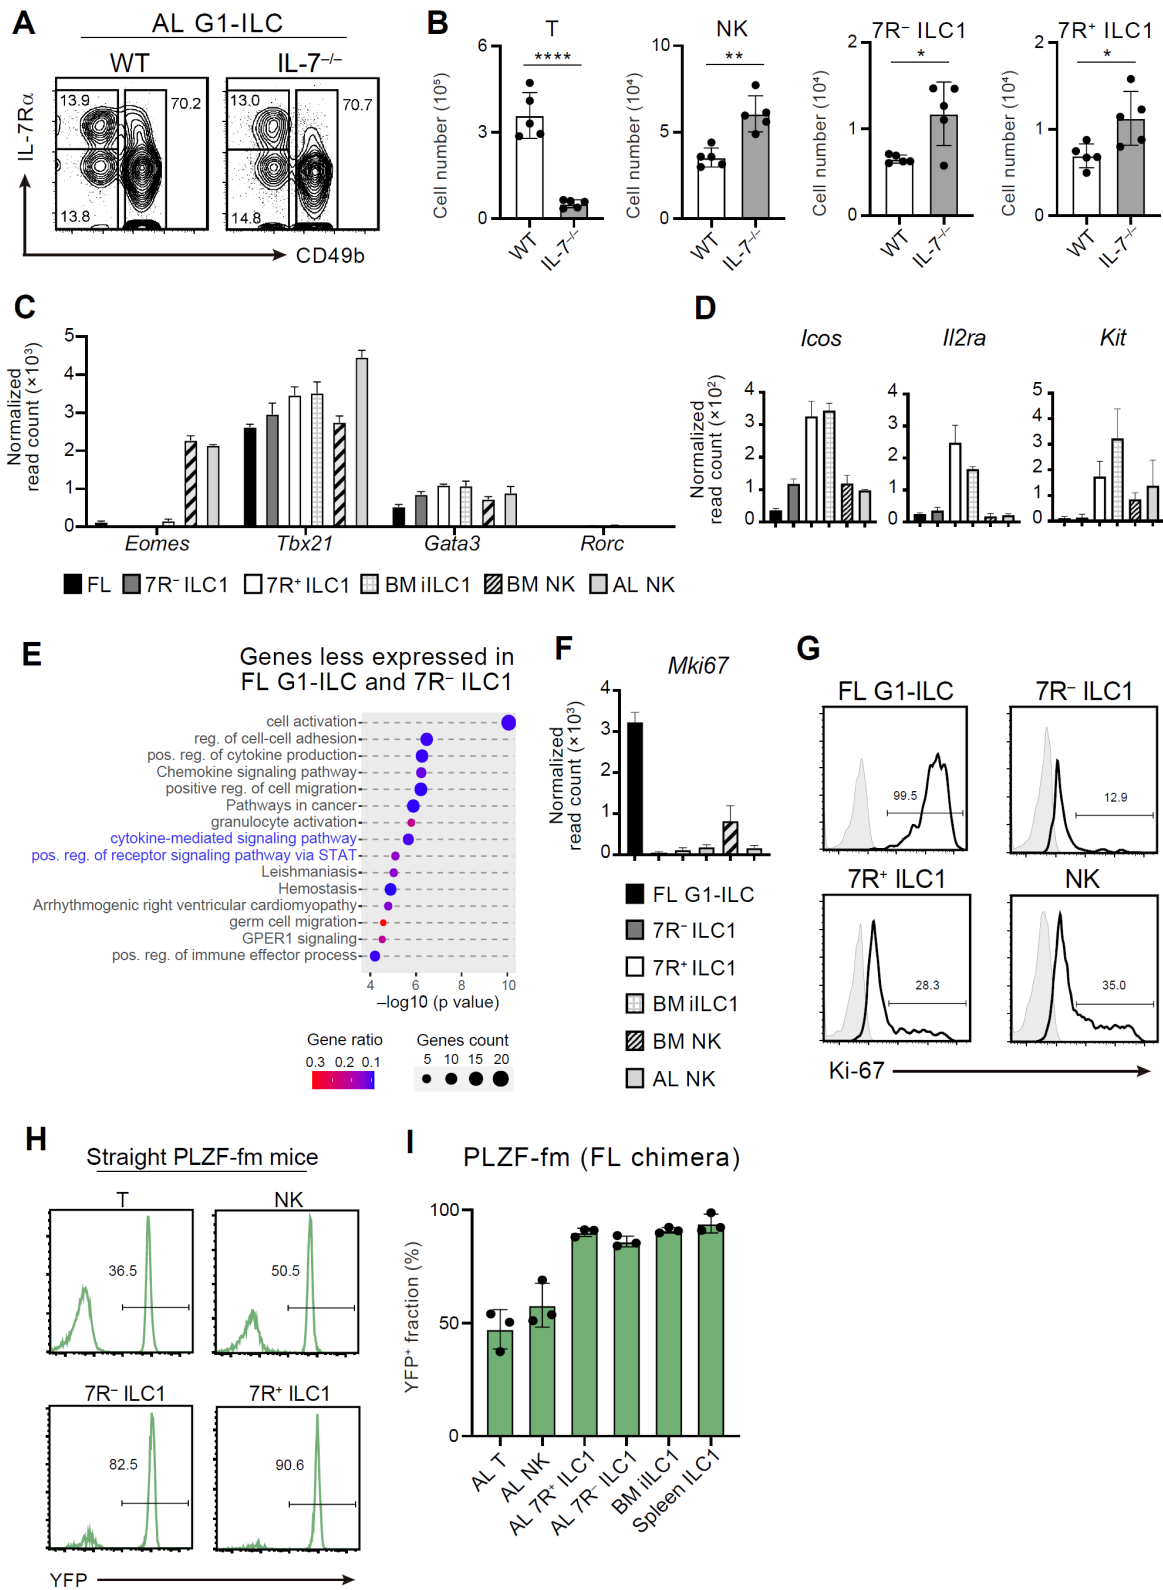 A
AL G1-ILC
WT
IL-7–/–
13.9
70.2
13.8
13.0
70.7
14.8
IL-7Rα
CD49b
B
T
****
Cell number (10⁵)
6
3
0
WT
IL-7–/–
NK
**
Cell number (10⁴)
10
5
0
WT
IL-7–/–
7R⁻ ILC1
*
Cell number (10⁴)
2
1
0
WT
IL-7–/–
7R⁺ ILC1
*
Cell number (10⁴)
2
1
0
WT
IL-7–/–
C
Normalized
read count (×10³)
5
4
3
2
1
0
Eomes
Tbx21
Gata3
Rorc
FL
7R⁻ ILC1
7R⁺ ILC1
BM iILC1
BM NK
AL NK
D
Normalized
read count (×10²)
Icos
4
3
2
1
0
Il2ra
4
3
2
1
0
Kit
5
4
3
2
1
0
E
Genes less expressed in
FL G1-ILC and 7R⁻ ILC1
cell activation
reg. of cell-cell adhesion
pos. reg. of cytokine production
Chemokine signaling pathway
positive reg. of cell migration
Pathways in cancer
granulocyte activation
cytokine-mediated signaling pathway
pos. reg. of receptor signaling pathway via STAT
Leishmaniasis
Hemostasis
Arrhythmogenic right ventricular cardiomyopathy
germ cell migration
GPER1 signaling
pos. reg. of immune effector process
4 6 8 10
–log10 (p value)
Gene ratio
0.3 0.2 0.1
Genes count
5 10 15 20
F
Mki67
Normalized
read count (×10³)
4
3
2
1
0
FL G1-ILC
7R⁻ ILC1
7R⁺ ILC1
BM iILC1
BM NK
AL NK
G
FL G1-ILC
99.5
7R⁻ ILC1
12.9
7R⁺ ILC1
28.3
NK
35.0
Ki-67
H
Straight PLZF-fm mice
T
36.5
NK
50.5
7R⁻ ILC1
82.5
7R⁺ ILC1
90.6
YFP
I
PLZF-fm (FL chimera)
YFP⁺ fraction (%)
100
50
0
AL T
AL NK
AL 7R⁺ ILC1
AL 7R⁻ ILC1
BM iILC1
Spleen ILC1